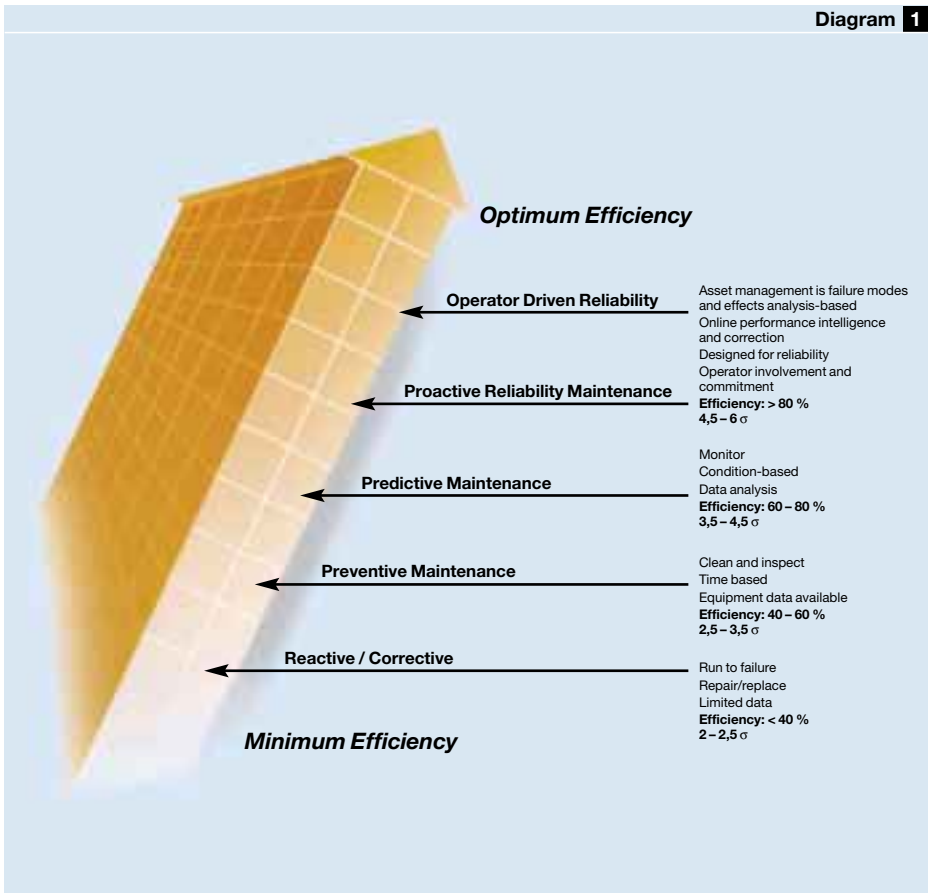 Diagram 1
Optimum Efficiency
Operator Driven Reliability
Asset management is failure modes
and effects analysis-based
Online performance intelligence
and correction
Designed for reliability
Operator involvement and
commitment
Proactive Reliability Maintenance
Efficiency: > 80 %
4,5 – 6 σ
Predictive Maintenance
Monitor
Condition-based
Data analysis
Efficiency: 60 – 80 %
3,5 – 4,5 σ
Preventive Maintenance
Clean and inspect
Time based
Equipment data available
Efficiency: 40 – 60 %
2,5 – 3,5 σ
Reactive / Corrective
Run to failure
Repair/replace
Limited data
Efficiency: < 40 %
2 – 2,5 σ
Minimum Efficiency